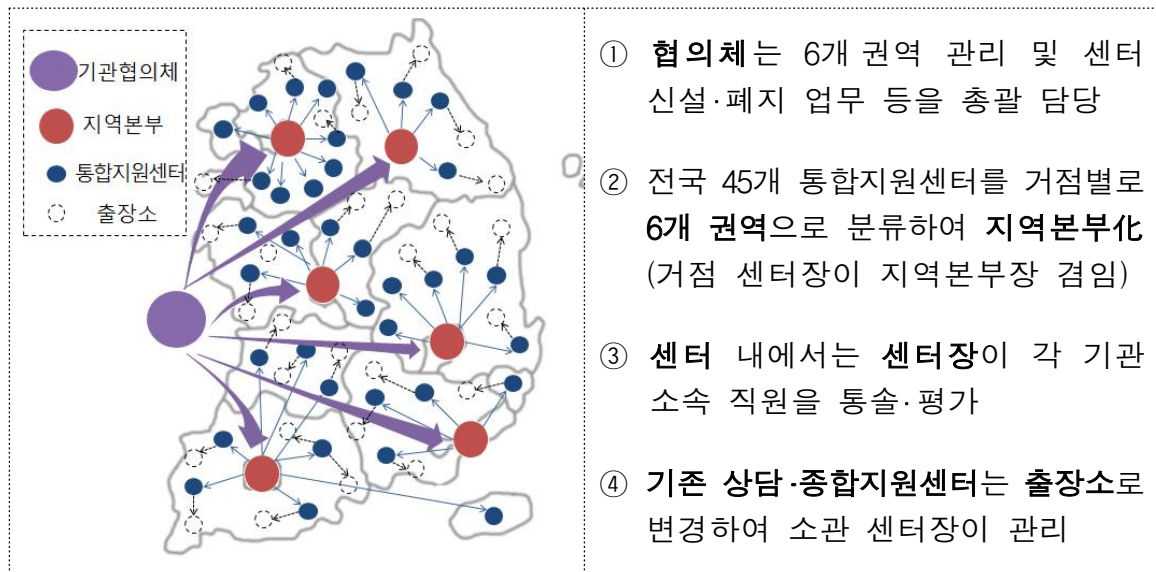 기관협의체
지역본부
통합지원센터
출장소
① 협의체는 6개 권역 관리 및 센터
신설·폐지 업무 등을 총괄 담당
② 전국 45개 통합지원센터를 거점별로
6개 권역으로 분류하여 지역본부化
(거점 센터장이 지역본부장 겸임)
③ 센터 내에서는 센터장이 각 기관
소속 직원을 통솔·평가
④ 기존 상담·종합지원센터는 출장소로
변경하여 소관 센터장이 관리